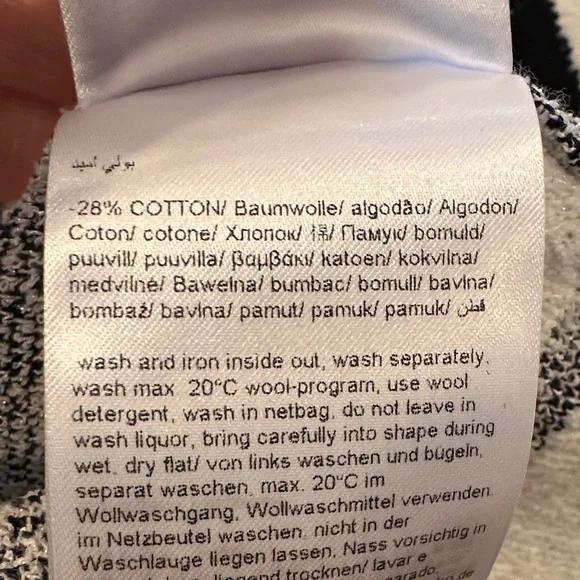 بولي أميد
-28% COTTON/ Baumwolle/ algodão/ Algodón/
Coton/ cotone/ Хлопок/ 棉/ Памук/ bomuld/
puuvill/ puuvilla/ βαμβάκι/ katoen/ kokvilna/
medvilnė/ Bawełna/ bumbac/ bomull/ bavlna/
bombaž/ bavlna/ pamut/ pamuk/ pamuk/ قطن
wash and iron inside out, wash separately,
wash max 20°C wool-program, use wool
detergent, wash in netbag, do not leave in
wash liquor, bring carefully into shape during
wet, dry flat/ von links waschen und bügeln,
separat waschen, max. 20°C im
Wollwaschgang, Wollwaschmittel verwenden
im Netzbeutel waschen, nicht in der
Waschlauge liegen lassen, Nass vorsichtig in
liegend trocknen/ lavar e